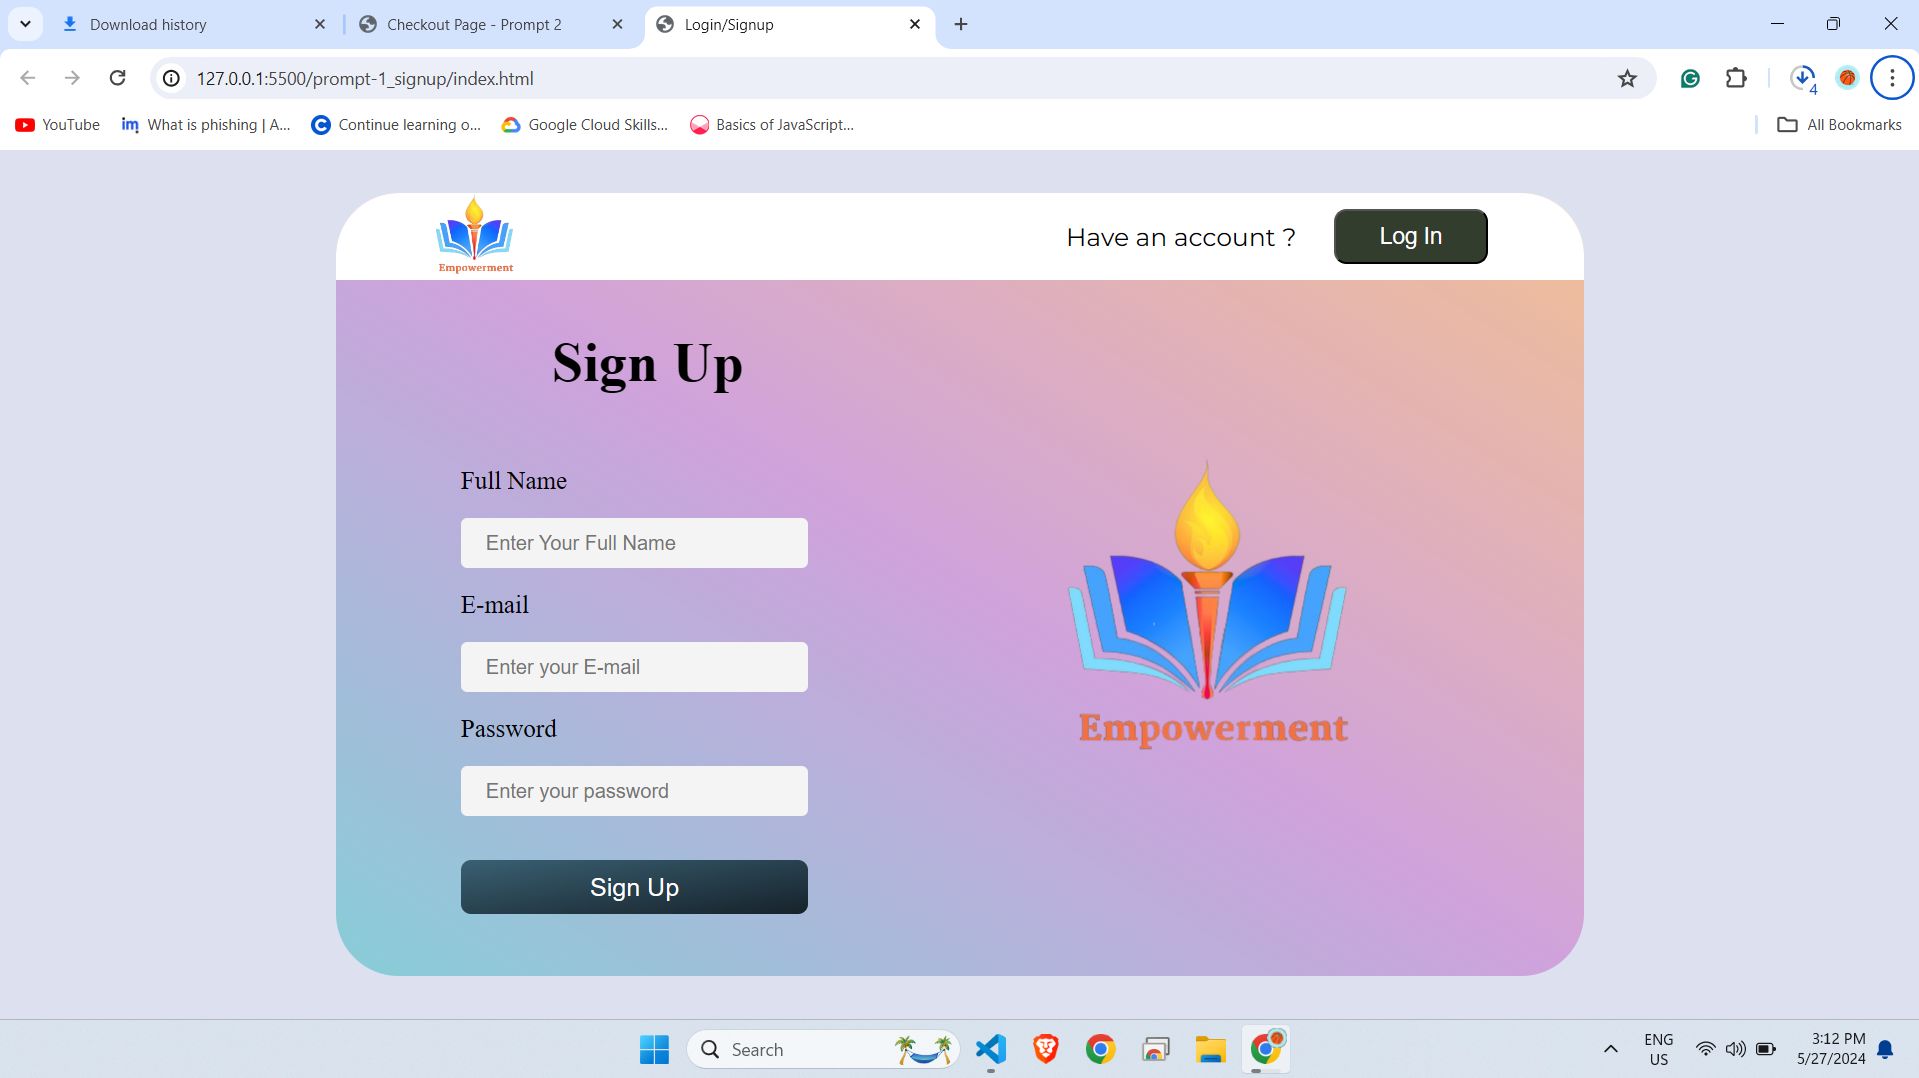 Download history
Checkout Page - Prompt 2
Login/Signup
127.0.0.1:5500/prompt-1_signup/index.html
4
YouTube
im What is phishing | A...
Continue learning o...
Google Cloud Skills...
Basics of JavaScript...
All Bookmarks
Empowerment
Have an account ?
Log In
Sign Up
Full Name
Enter Your Full Name
E-mail
Enter your E-mail
Password
Enter your password
Sign Up
Empowerment
Search
ENG
US
3:12 PM
5/27/2024